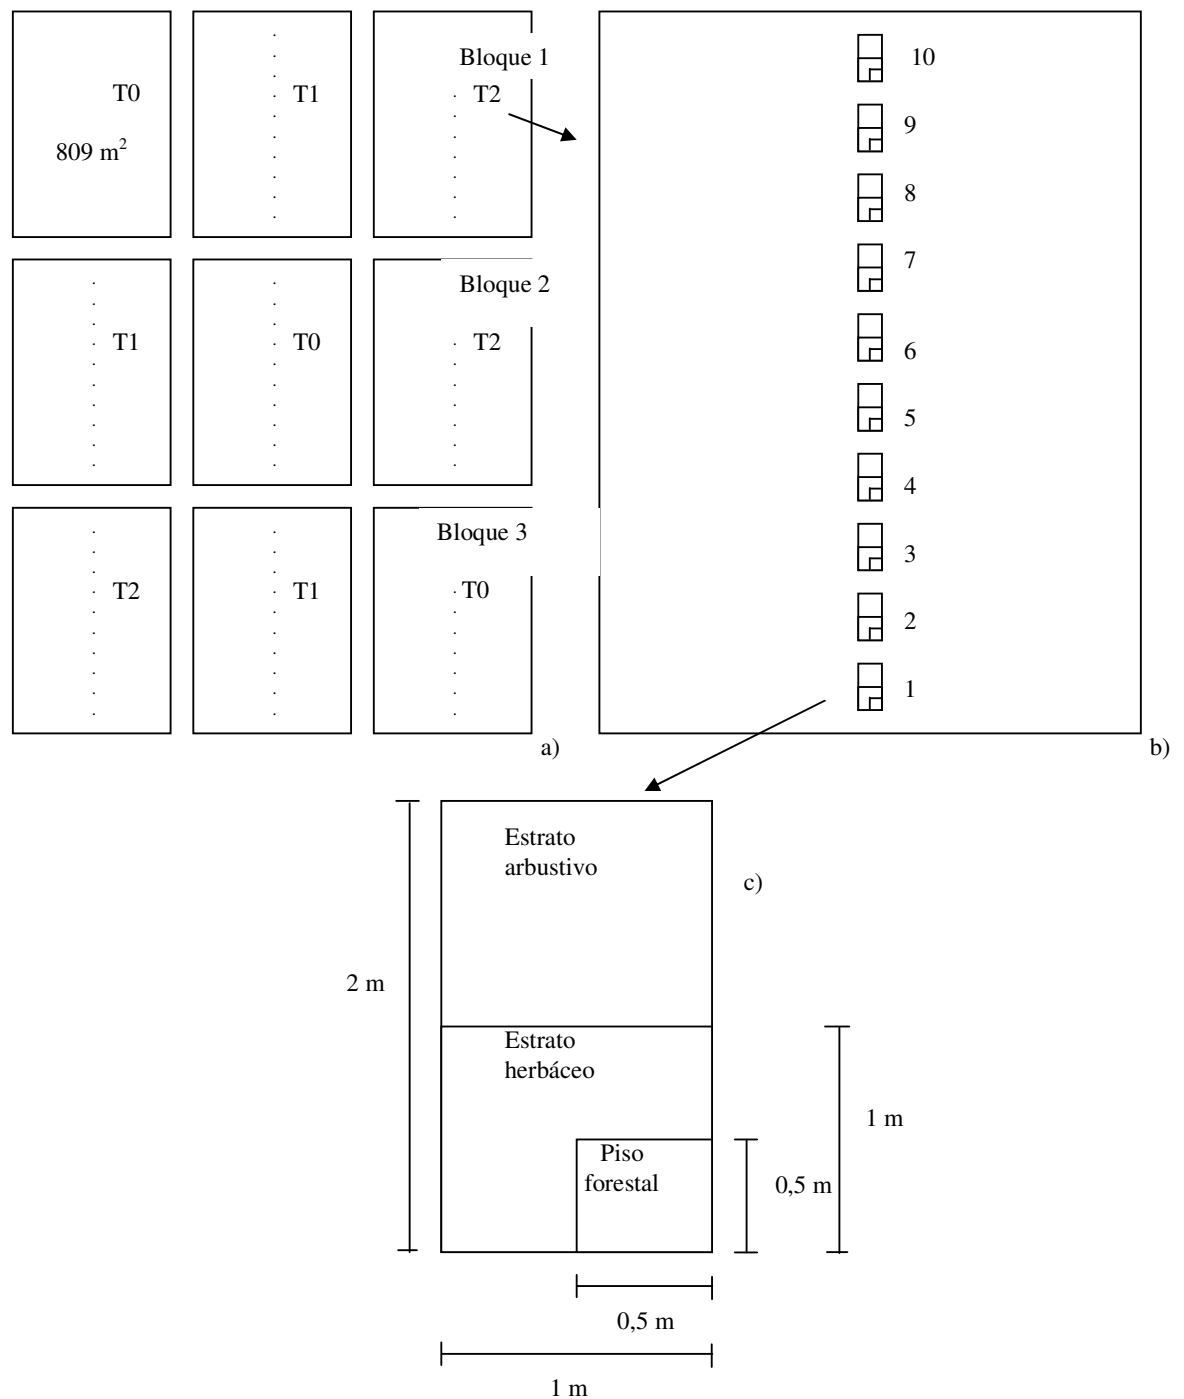 Bloque 1
T0
T1
T2
809 m²
Bloque 2
T1
T0
T2
Bloque 3
T2
T1
T0
a)
10
9
8
7
6
5
4
3
2
1
b)
Estrato
arbustivo
c)
2 m
Estrato
herbáceo
1 m
Piso
forestal
0,5 m
0,5 m
1 m